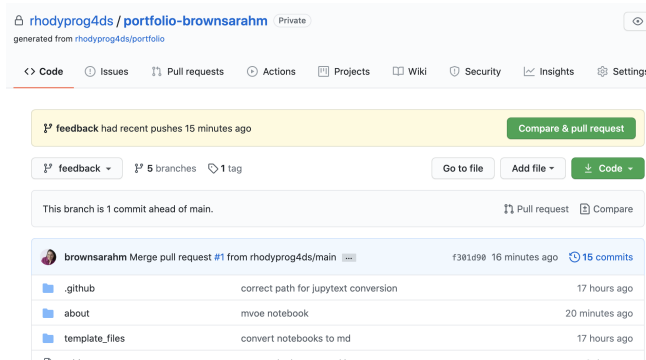 rhodyprog4ds / portfolio-brownsarahm Private
generated from rhodyprog4ds/portfolio
<> Code Issues Pull requests Actions Projects Wiki Security Insights Settings
feedback had recent pushes 15 minutes ago Compare & pull request
feedback 5 branches 1 tag Go to file Add file Code
This branch is 1 commit ahead of main. Pull request Compare
brownsarahm Merge pull request #1 from rhodyprog4ds/main ... f301d90 16 minutes ago 15 commits
.github correct path for jupytext conversion 17 hours ago
about mvoe notebook 20 minutes ago
template_files convert notebooks to md 17 hours ago